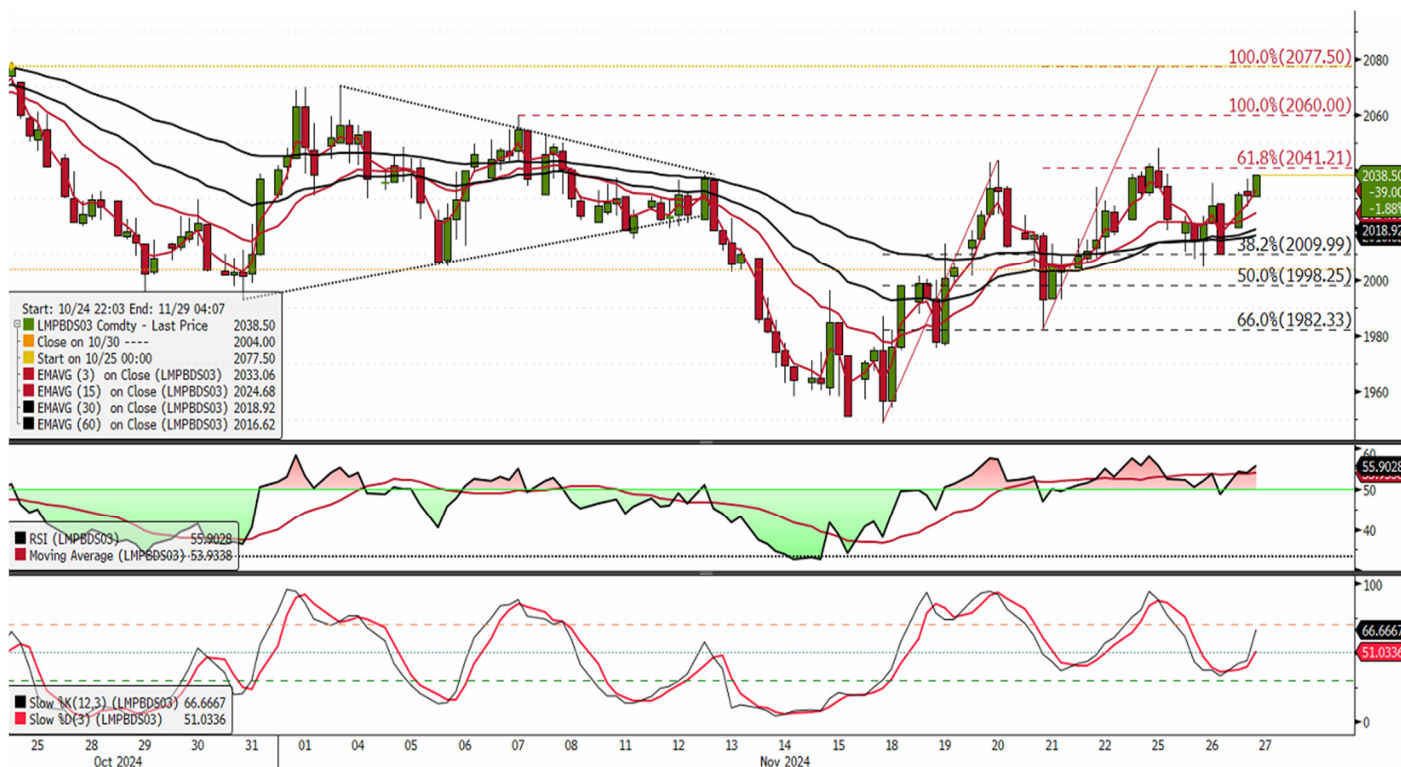 100.0%(2077.50)
2080
100.0%(2060.00)
2060
61.8%(2041.21)
2038.50
-39.00
-1.88%
2018.92
38.2%(2009.99)
2000
50.0%(1998.25)
66.0%(1982.33)
1980
1960
Start: 10/24 22:03 End: 11/29 04:07
LMPBDS03 Comdty - Last Price 2038.50
Close on 10/30 ---- 2004.00
Start on 10/25 00:00 2077.50
EMAVG (3) on Close (LMPBDS03) 2033.06
EMAVG (15) on Close (LMPBDS03) 2024.68
EMAVG (30) on Close (LMPBDS03) 2018.92
EMAVG (60) on Close (LMPBDS03) 2016.62
60
55.9028
50
40
RSI (LMPBDS03) 55.9028
Moving Average (LMPBDS03) 53.9338
100
66.6667
51.0336
0
Slow %K(12,3) (LMPBDS03) 66.6667
Slow %D(3) (LMPBDS03) 51.0336
25 28 29 30 31 01 04 05 06 07 08 11 12 13 14 15 18 19 20 21 22 25 26 27
Oct 2024 Nov 2024